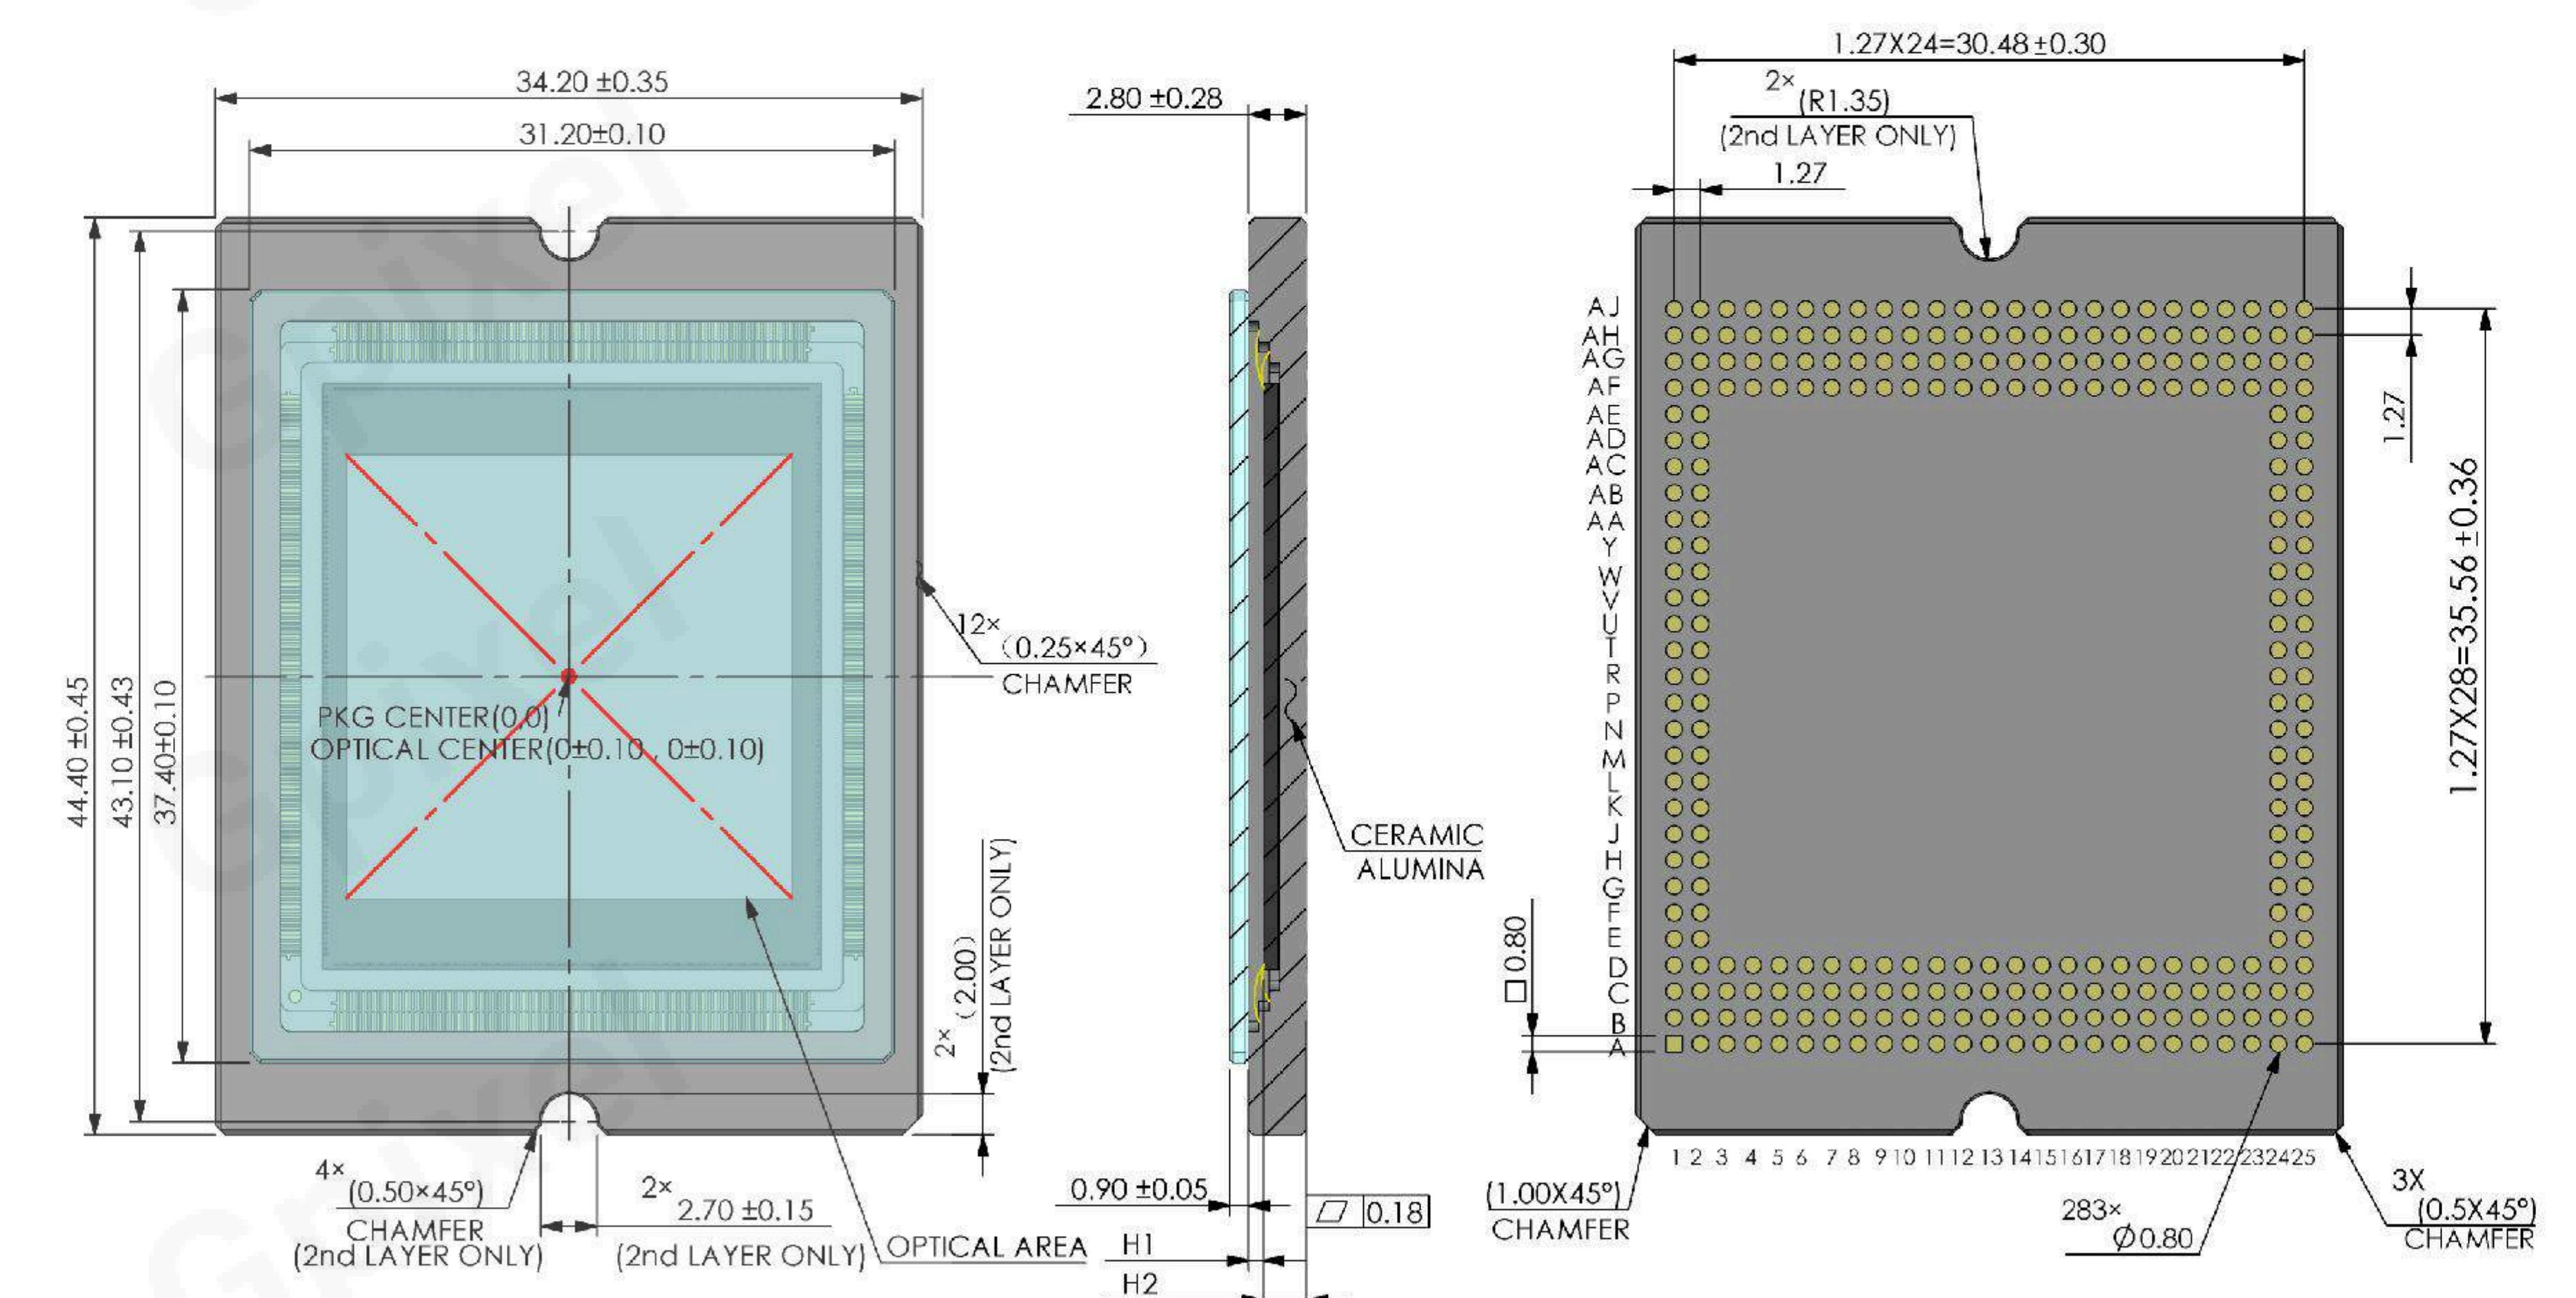 34.20 ±0.35
31.20±0.10
44.40 ±0.45
43.10 ±0.43
37.40±0.10
PKG CENTER(0,0)
OPTICAL CENTER(0±0.10 , 0±0.10)
12×
(0.25×45°)
CHAMFER
2× (2.00)
(2nd LAYER ONLY)
4×
(0.50×45°)
CHAMFER
(2nd LAYER ONLY)
2×
2.70 ±0.15
(2nd LAYER ONLY)
OPTICAL AREA
Gpixel
Gpixel
Gpixel
2.80 ±0.28
CERAMIC
ALUMINA
0.90 ±0.05
▱ 0.18
H1
H2
1.27X24=30.48±0.30
2×
(R1.35)
(2nd LAYER ONLY)
1.27
AJ
AH
AG
AF
AE
AD
AC
AB
AA
Y
W
V
U
T
R
P
N
M
L
K
J
H
G
F
E
D
C
B
A
1.27
1.27X28=35.56±0.36
□0.80
1 2 3 4 5 6 7 8 9 10 11 12 13 14 15 16 17 18 19 20 21 22 23 24 25
(1.00X45°)
CHAMFER
283×
Ø0.80
3X
(0.5X45°)
CHAMFER